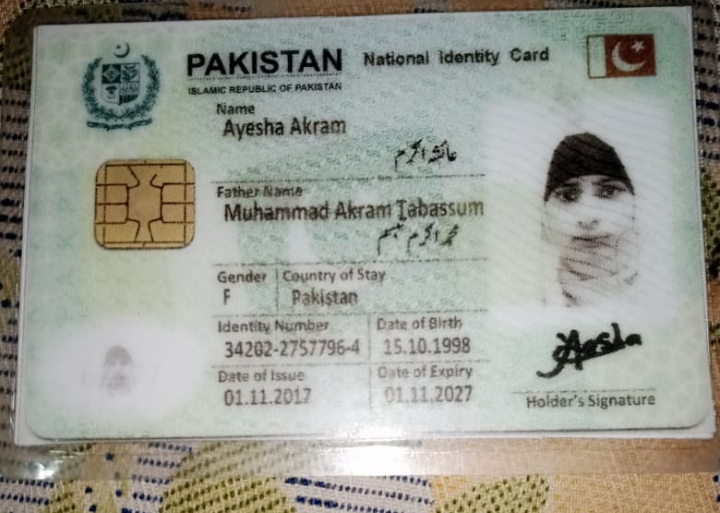 PAKISTAN National Identity Card
ISLAMIC REPUBLIC OF PAKISTAN
Name
Ayesha Akram
عائشہ اکرم
Father Name
Muhammad Akram Tabassum
محمد اکرم تبسم
Gender Country of Stay
F Pakistan
Identity Number Date of Birth
34202-2757796-4 15.10.1998
Date of Issue Date of Expiry
01.11.2017 01.11.2027
Ayesha
Holder's Signature